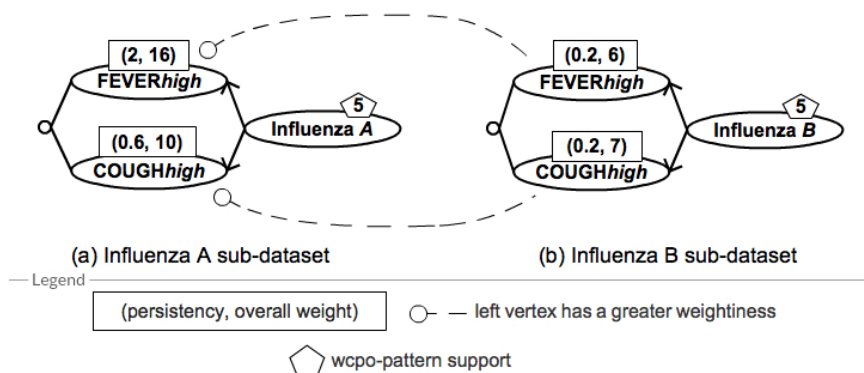 (2, 16)
FEVERhigh
5
Influenza A
(0.6, 10)
COUGHhigh
(a) Influenza A sub-dataset
(0.2, 6)
FEVERhigh
5
Influenza B
(0.2, 7)
COUGHhigh
(b) Influenza B sub-dataset
Legend
(persistency, overall weight)
left vertex has a greater weightiness
wcpo-pattern support